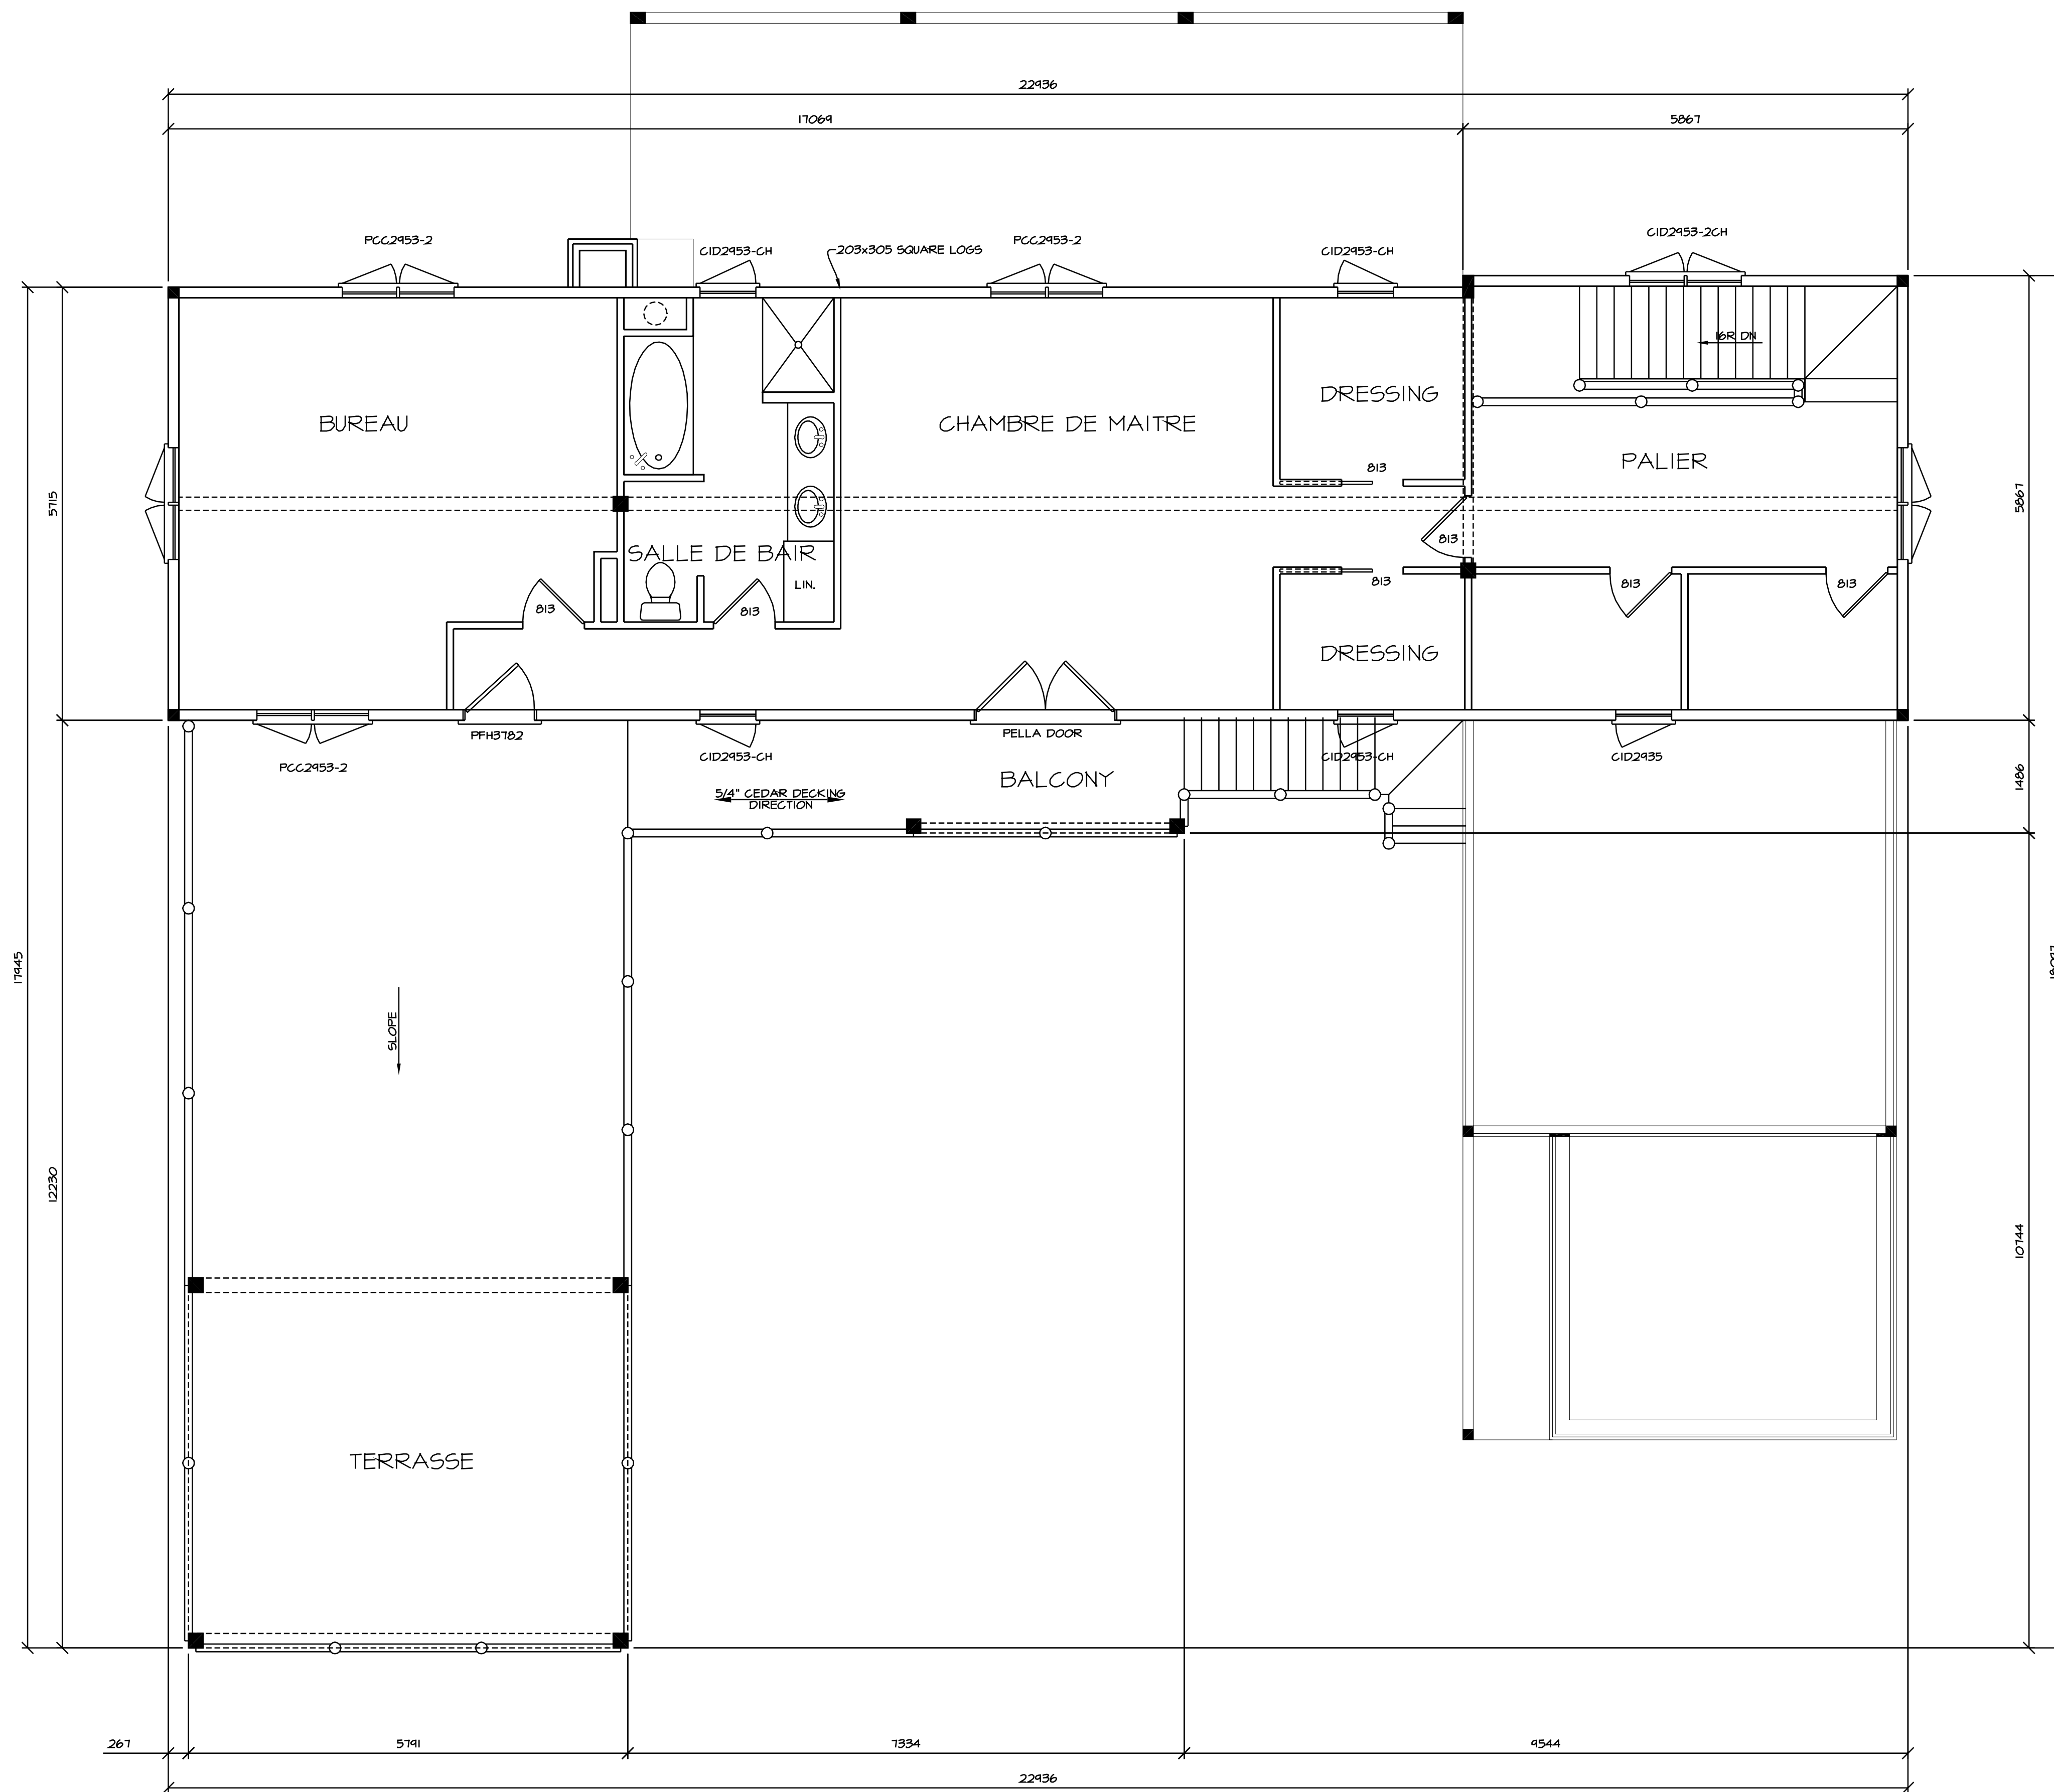 22936
17069
5867
PCC2953-2
CID2953-CH
203x305 SQUARE LOGS
PCC2953-2
CID2953-CH
CID2953-2CH
16R DN
BUREAU
CHAMBRE DE MAITRE
DRESSING
PALIER
813
5715
5867
SALLE DE BAIR
813
LIN.
813
813
813
813
813
813
DRESSING
PFH3782
PELLA DOOR
PCC2953-2
CID2953-CH
CID2953-CH
CID2935
BALCONY
1486
5/4" CEDAR DECKING
DIRECTION
17945
SLOPE
12230
10744
TERRASSE
267
5791
7334
9544
22936